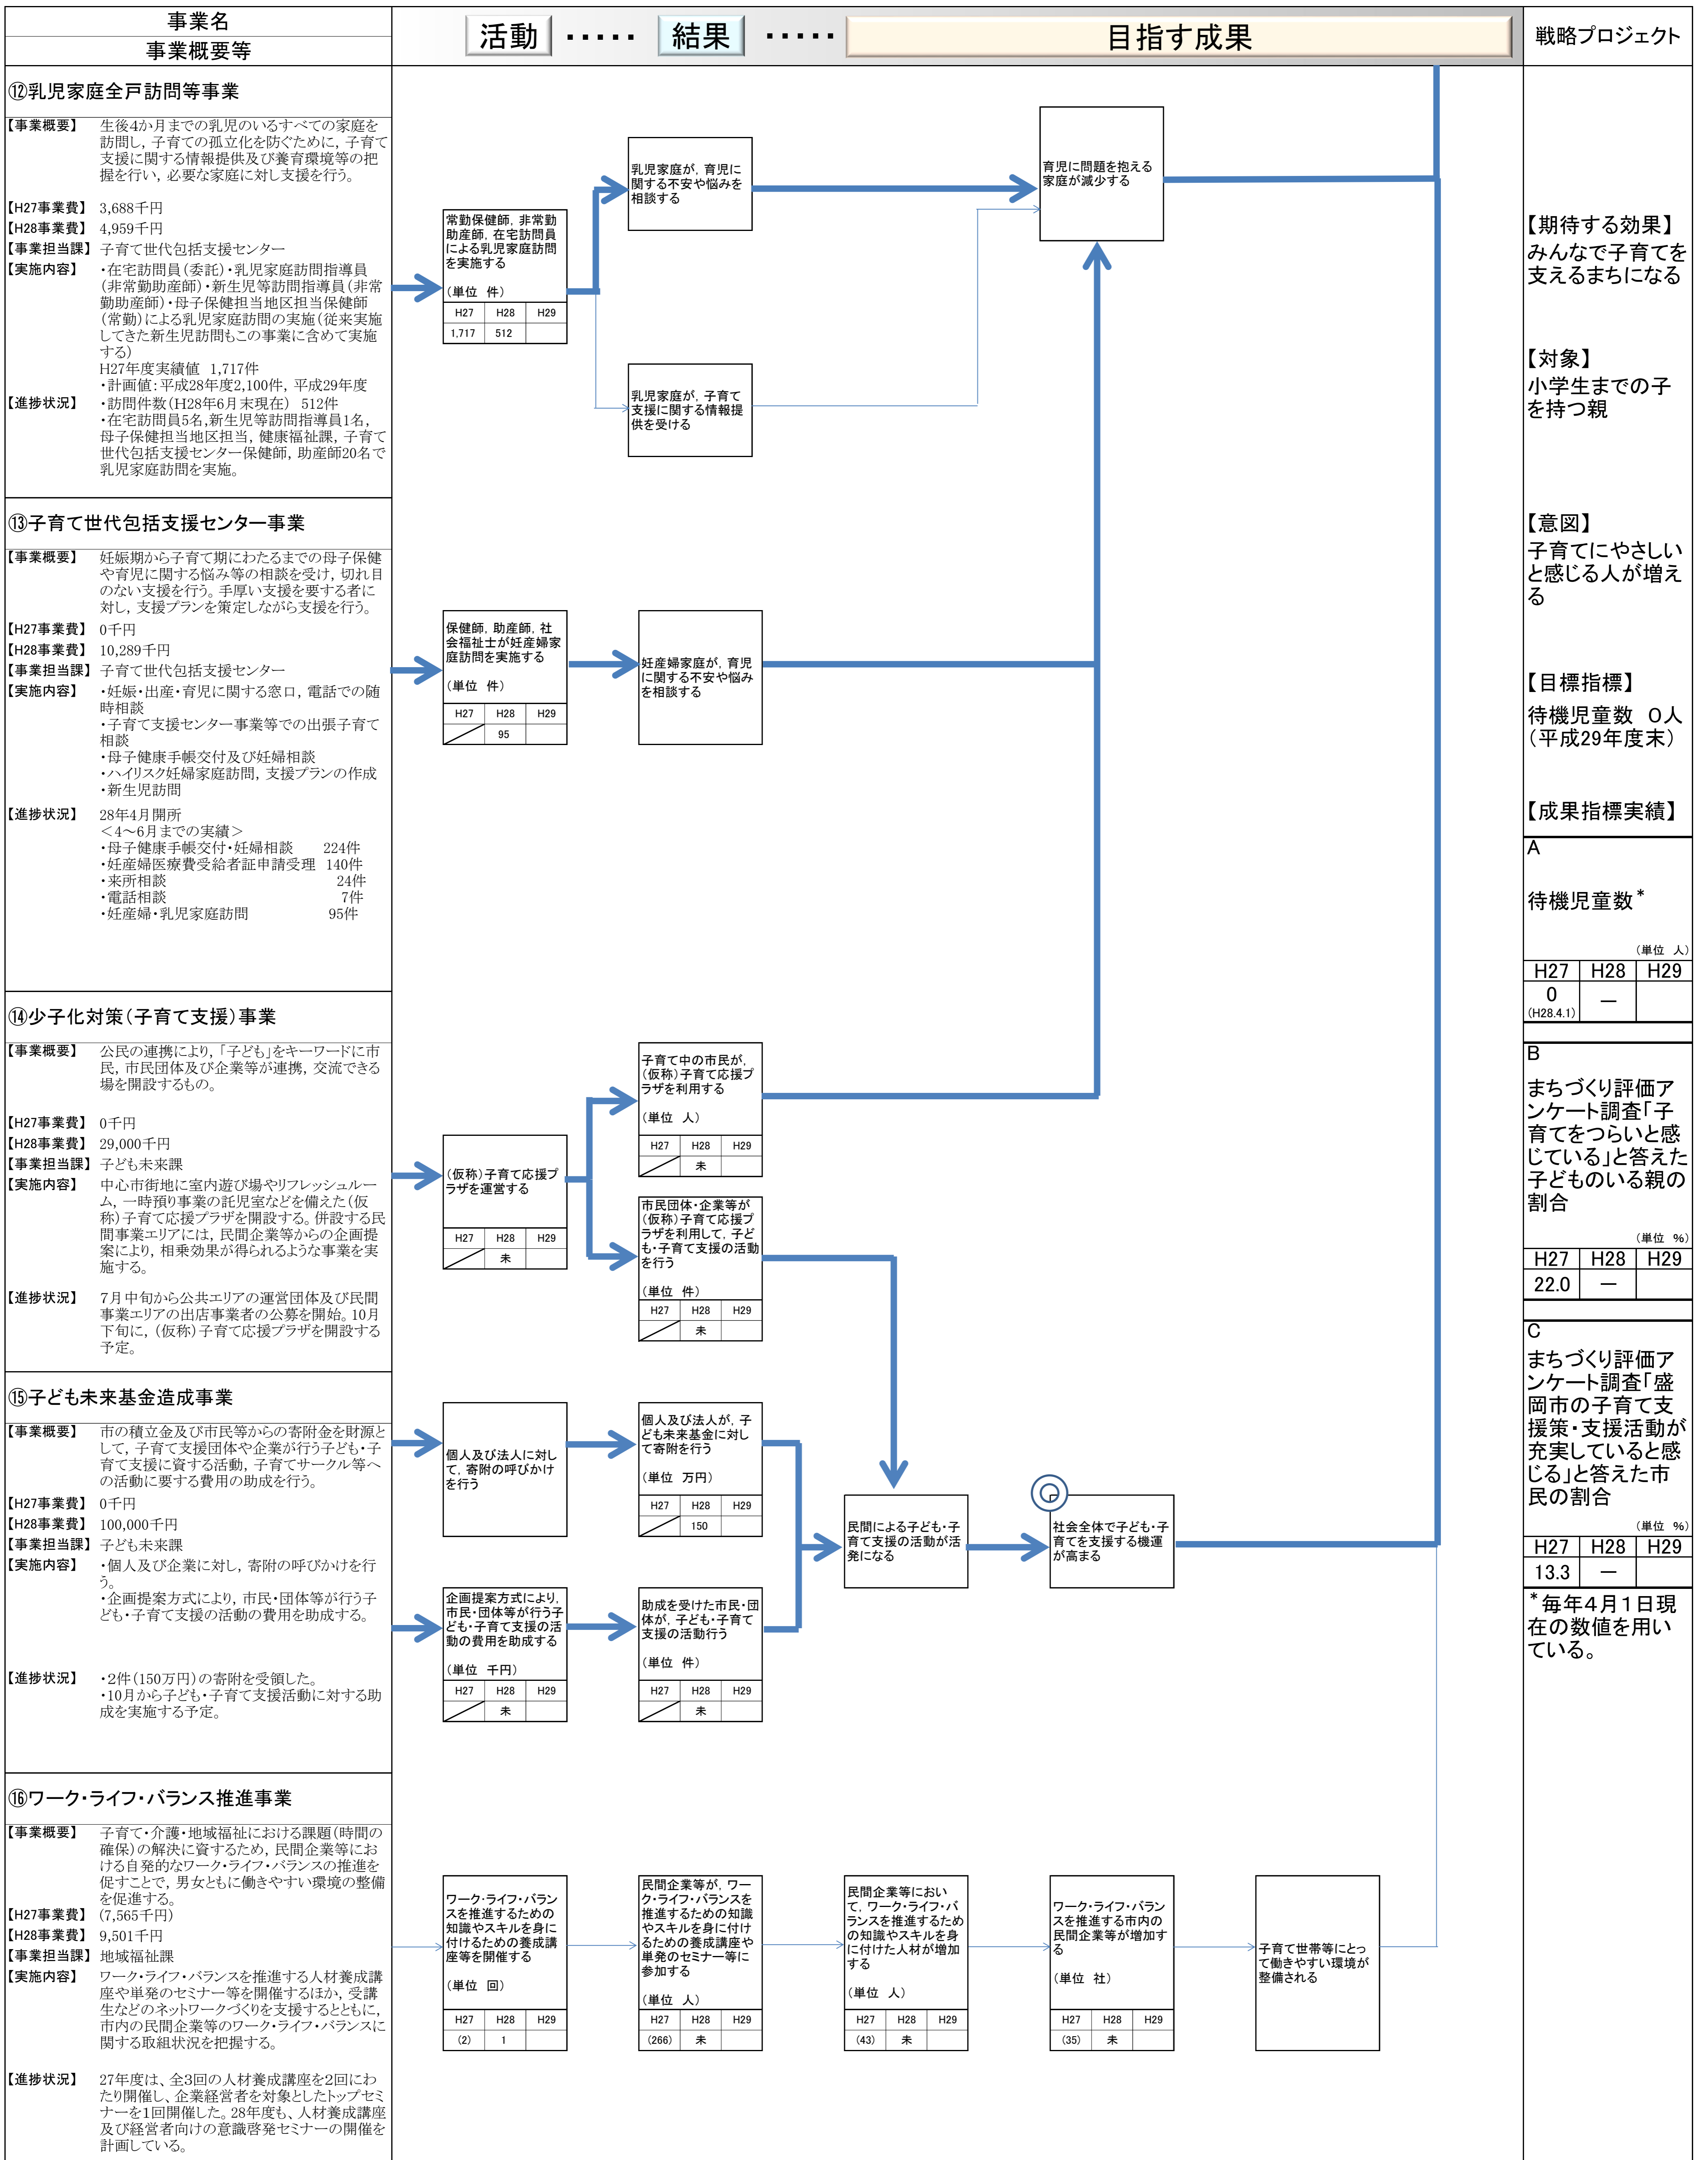 事業名
事業概要等
活動 ・・・・・ 結果 ・・・・・ 目指す成果
戦略プロジェクト
⑫乳児家庭全戸訪問等事業
【事業概要】 生後4か月までの乳児のいるすべての家庭を
訪問し，子育ての孤立化を防ぐために，子育て
支援に関する情報提供及び養育環境等の把
握を行い，必要な家庭に対し支援を行う。
【H27事業費】 3,688千円
【H28事業費】 4,959千円
【事業担当課】 子育て世代包括支援センター
【実施内容】 ・在宅訪問員（委託）・乳児家庭訪問指導員
（非常勤助産師）・新生児等訪問指導員（非常
勤助産師）・母子保健担当地区担当保健師
（常勤）による乳児家庭訪問の実施（従来実施
してきた新生児訪問もこの事業に含めて実施
する）
H27年度実績値 1,717件
・計画値：平成28年度2,100件，平成29年度
【進捗状況】 ・訪問件数（H28年6月末現在） 512件
・在宅訪問員5名,新生児等訪問指導員1名，
母子保健担当地区担当，健康福祉課，子育て
世代包括支援センター保健師，助産師20名で
乳児家庭訪問を実施。
常勤保健師，非常勤
助産師，在宅訪問員
による乳児家庭訪問
を実施する
（単位 件）
H27 H28 H29
1,717 512
乳児家庭が，育児に
関する不安や悩みを
相談する
乳児家庭が，子育て
支援に関する情報提
供を受ける
育児に問題を抱える
家庭が減少する
⑬子育て世代包括支援センター事業
【事業概要】 妊娠期から子育て期にわたるまでの母子保健
や育児に関する悩み等の相談を受け，切れ目
のない支援を行う。手厚い支援を要する者に
対し，支援プランを策定しながら支援を行う。
【H27事業費】 0千円
【H28事業費】 10,289千円
【事業担当課】 子育て世代包括支援センター
【実施内容】 ・妊娠・出産・育児に関する窓口，電話での随
時相談
・子育て支援センター事業等での出張子育て
相談
・母子健康手帳交付及び妊婦相談
・ハイリスク妊婦家庭訪問，支援プランの作成
・新生児訪問
【進捗状況】 28年4月開所
＜4～6月までの実績＞
・母子健康手帳交付・妊婦相談 224件
・妊産婦医療費受給者証申請受理 140件
・来所相談 24件
・電話相談 7件
・妊産婦・乳児家庭訪問 95件
保健師，助産師，社
会福祉士が妊産婦家
庭訪問を実施する
（単位 件）
H27 H28 H29
95
妊産婦家庭が，育児
に関する不安や悩み
を相談する
⑭少子化対策（子育て支援）事業
【事業概要】 公民の連携により，「子ども」をキーワードに市
民，市民団体及び企業等が連携，交流できる
場を開設するもの。
【H27事業費】 0千円
【H28事業費】 29,000千円
【事業担当課】 子ども未来課
【実施内容】 中心市街地に室内遊び場やリフレッシュルー
ム，一時預り事業の託児室などを備えた（仮
称）子育て応援プラザを開設する。併設する民
間事業エリアには，民間企業等からの企画提
案により，相乗効果が得られるような事業を実
施する。
【進捗状況】 7月中旬から公共エリアの運営団体及び民間
事業エリアの出店事業者の公募を開始。10月
下旬に，（仮称）子育て応援プラザを開設する
予定。
（仮称）子育て応援プ
ラザを運営する
H27 H28 H29
未
子育て中の市民が，
（仮称）子育て応援プ
ラザを利用する
（単位 人）
H27 H28 H29
未
市民団体・企業等が
（仮称）子育て応援プ
ラザを利用して，子ど
も・子育て支援の活動
を行う
（単位 件）
H27 H28 H29
未
⑮子ども未来基金造成事業
【事業概要】 市の積立金及び市民等からの寄附金を財源と
して，子育て支援団体や企業が行う子ども・子
育て支援に資する活動，子育てサークル等へ
の活動に要する費用の助成を行う。
【H27事業費】 0千円
【H28事業費】 100,000千円
【事業担当課】 子ども未来課
【実施内容】 ・個人及び企業に対し，寄附の呼びかけを行
う。
・企画提案方式により，市民・団体等が行う子
ども・子育て支援の活動の費用を助成する。
【進捗状況】 ・2件（150万円）の寄附を受領した。
・10月から子ども・子育て支援活動に対する助
成を実施する予定。
個人及び法人に対し
て，寄附の呼びかけ
を行う
個人及び法人が，子
ども未来基金に対し
て寄附を行う
（単位 万円）
H27 H28 H29
150
企画提案方式により，
市民・団体等が行う子
ども・子育て支援の活
動の費用を助成する
（単位 千円）
H27 H28 H29
未
助成を受けた市民・団
体が，子ども・子育て
支援の活動行う
（単位 件）
H27 H28 H29
未
民間による子ども・子
育て支援の活動が活
発になる
社会全体で子ども・子
育てを支援する機運
が高まる
⑯ワーク・ライフ・バランス推進事業
【事業概要】 子育て・介護・地域福祉における課題（時間の
確保）の解決に資するため，民間企業等にお
ける自発的なワーク・ライフ・バランスの推進を
促すことで，男女ともに働きやすい環境の整備
を促進する。
【H27事業費】 （7,565千円）
【H28事業費】 9,501千円
【事業担当課】 地域福祉課
【実施内容】 ワーク・ライフ・バランスを推進する人材養成講
座や単発のセミナー等を開催するほか，受講
生などのネットワークづくりを支援するとともに，
市内の民間企業等のワーク・ライフ・バランスに
関する取組状況を把握する。
【進捗状況】 27年度は、全3回の人材養成講座を2回にわ
たり開催し、企業経営者を対象としたトップセミ
ナーを1回開催した。28年度も、人材養成講座
及び経営者向けの意識啓発セミナーの開催を
計画している。
ワーク・ライフ・バラン
スを推進するための
知識やスキルを身に
付けるための養成講
座等を開催する
（単位 回）
H27 H28 H29
（2） 1
民間企業等が，ワー
ク・ライフ・バランスを
推進するための知識
やスキルを身に付け
るための養成講座や
単発のセミナー等に
参加する
（単位 人）
H27 H28 H29
（266） 未
民間企業等におい
て，ワーク・ライフ・バ
ランスを推進するため
の知識やスキルを身
に付けた人材が増加
する
（単位 人）
H27 H28 H29
（43） 未
ワーク・ライフ・バラン
スを推進する市内の
民間企業等が増加す
る
（単位 社）
H27 H28 H29
（35） 未
子育て世帯等にとっ
て働きやすい環境が
整備される
【期待する効果】
みんなで子育てを
支えるまちになる
【対象】
小学生までの子
を持つ親
【意図】
子育てにやさしい
と感じる人が増え
る
【目標指標】
待機児童数 0人
（平成29年度末）
【成果指標実績】
A
待機児童数*
（単位 人）
H27 H28 H29
0 ―
(H28.4.1)
B
まちづくり評価ア
ンケート調査「子
育てをつらいと感
じている」と答えた
子どものいる親の
割合
（単位 %）
H27 H28 H29
22.0 ―
C
まちづくり評価ア
ンケート調査「盛
岡市の子育て支
援策・支援活動が
充実していると感
じる」と答えた市
民の割合
（単位 %）
H27 H28 H29
13.3 ―
*毎年4月1日現
在の数値を用い
ている。